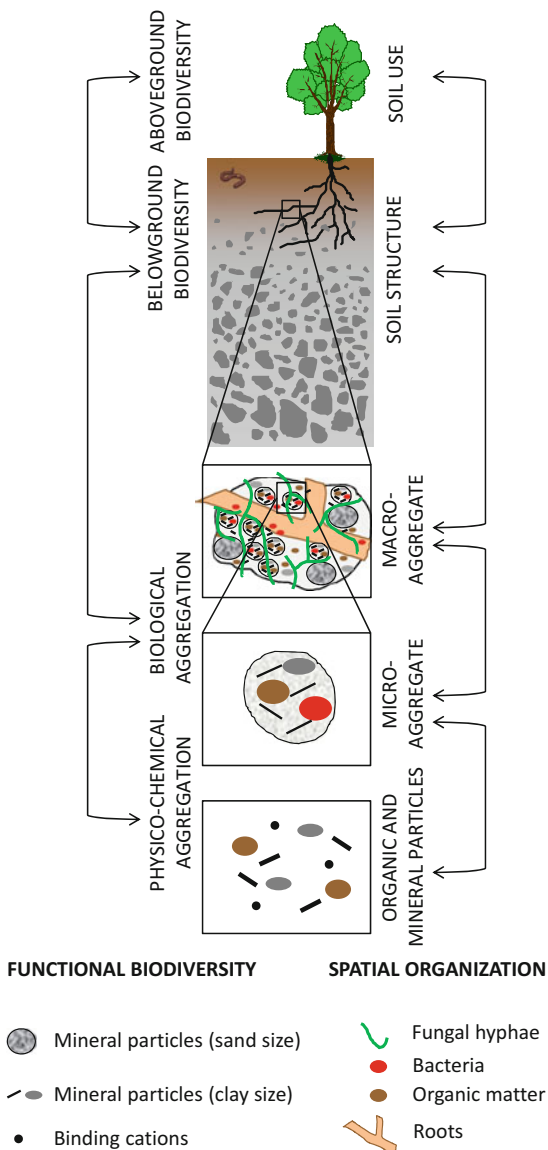 ABOVEGROUND
BIODIVERSITY
SOIL USE
BELOWGROUND
BIODIVERSITY
SOIL STRUCTURE
MACRO-
AGGREGATE
BIOLOGICAL
AGGREGATION
MICRO-
AGGREGATE
PHYSICO-CHEMICAL
AGGREGATION
ORGANIC AND
MINERAL PARTICLES
FUNCTIONAL BIODIVERSITY
SPATIAL ORGANIZATION
Mineral particles (sand size)
Mineral particles (clay size)
Binding cations
Fungal hyphae
Bacteria
Organic matter
Roots